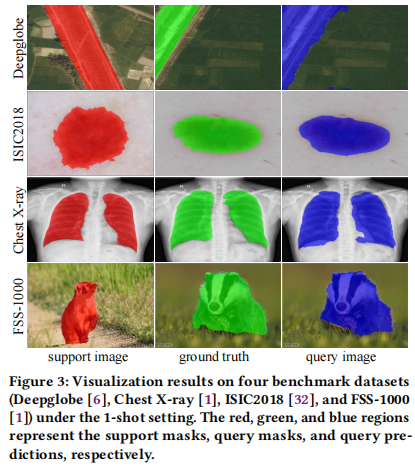 Deepglobe
ISIC2018
Chest X-ray
FSS-1000
support image ground truth query image
Figure 3: Visualization results on four benchmark datasets
(Deepglobe [6], Chest X-ray [1], ISIC2018 [32], and FSS-1000
[1]) under the 1-shot setting. The red, green, and blue regions
represent the support masks, query masks, and query pre-
dictions, respectively.